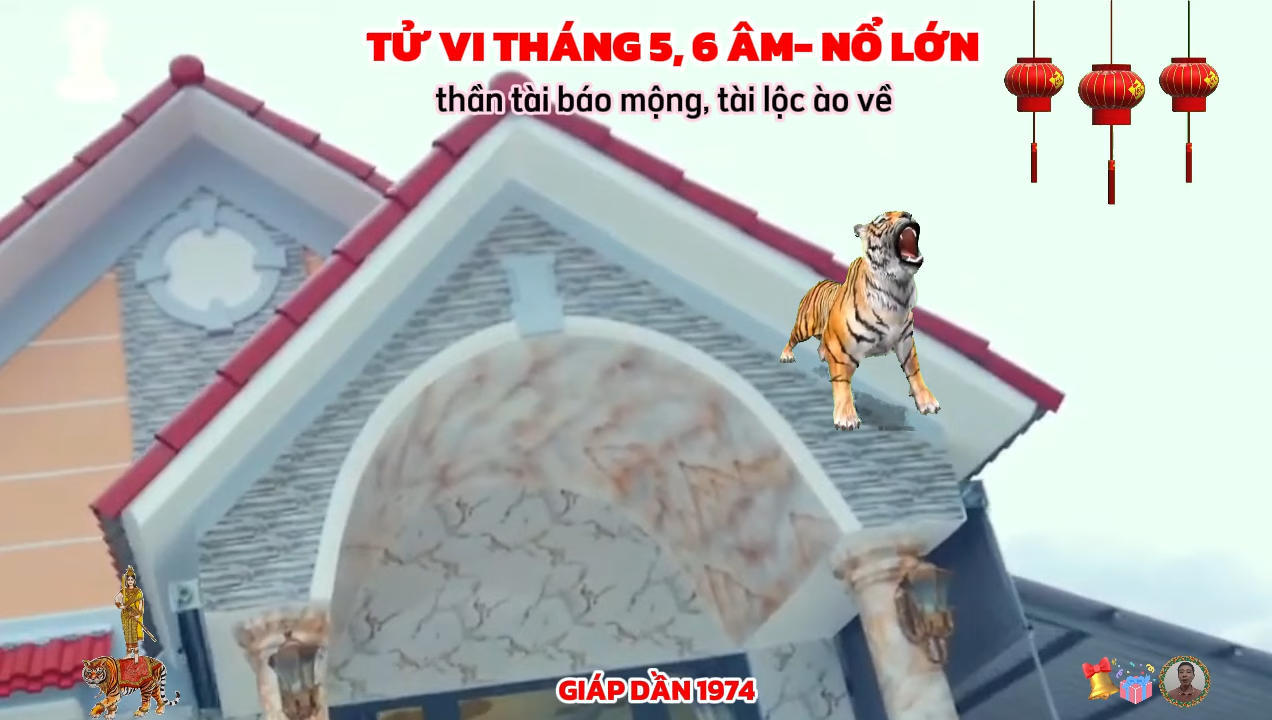 TỬ VI THÁNG 5, 6 ÂM- NỔ LỚN
thần tài báo mộng, tài lộc ào về
GIÁP DẦN 1974